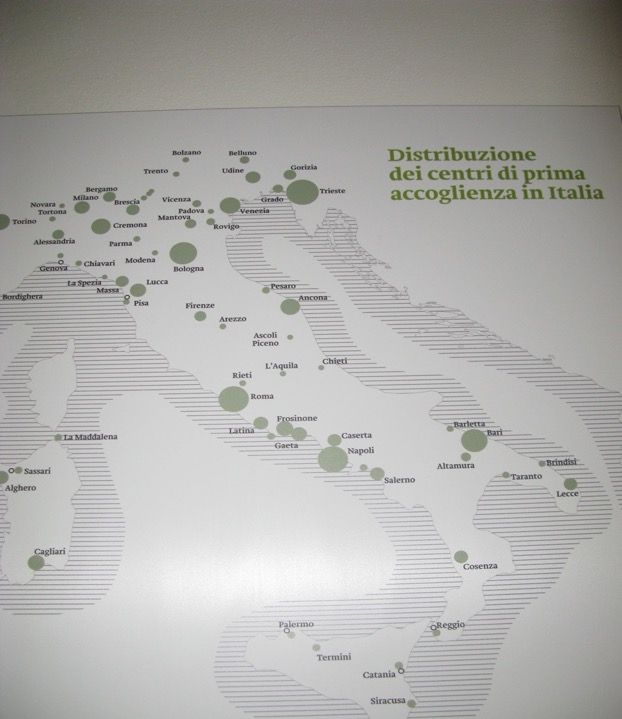 Distribuzione
dei centri di prima
accoglienza in Italia
Bolzano
Belluno
Trento
Udine
Gorizia
Bergamo
Trieste
Milano
Brescia
Vicenza
Grado
Novara
Padova
Venezia
Tortona
Mantova
Torino
Cremona
Rovigo
Alessandria
Parma
Modena
Genova
Chiavari
Bologna
La Spezia
Lucca
Pesaro
Massa
Bordighera
Pisa
Ancona
Firenze
Arezzo
Ascoli
Piceno
L'Aquila
Chieti
Rieti
Roma
Frosinone
Latina
Barletta
La Maddalena
Caserta
Bari
Gaeta
Napoli
Altamura
Brindisi
Sassari
Salerno
Taranto
Alghero
Lecce
Cagliari
Cosenza
Palermo
Reggio
Termini
Catania
Siracusa